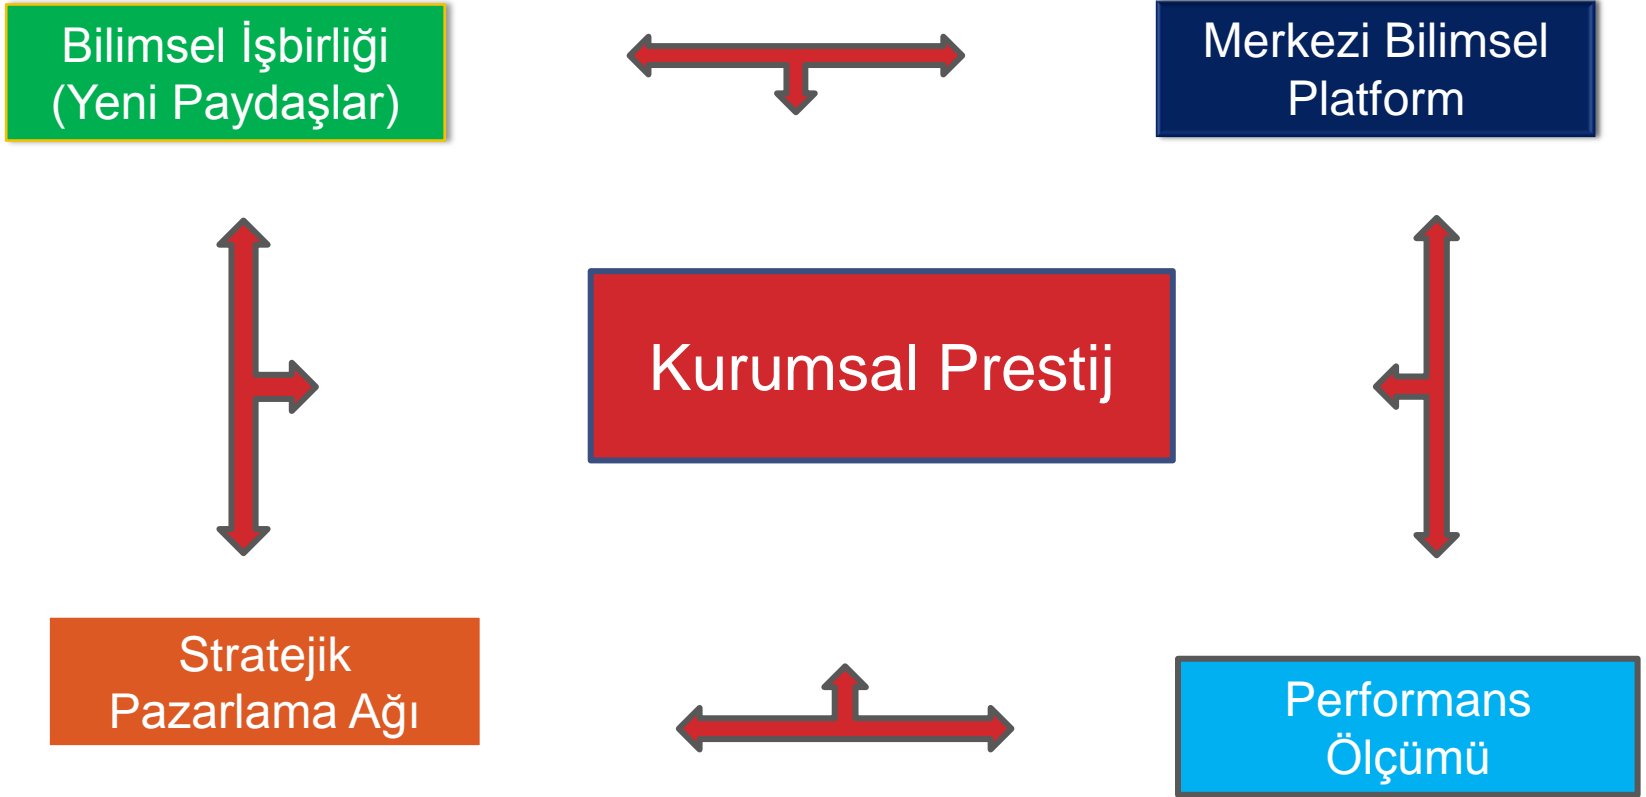 Bilimsel İşbirliği
(Yeni Paydaşlar)
Merkezi Bilimsel
Platform
Kurumsal Prestij
Stratejik
Pazarlama Ağı
Performans
Ölçümü